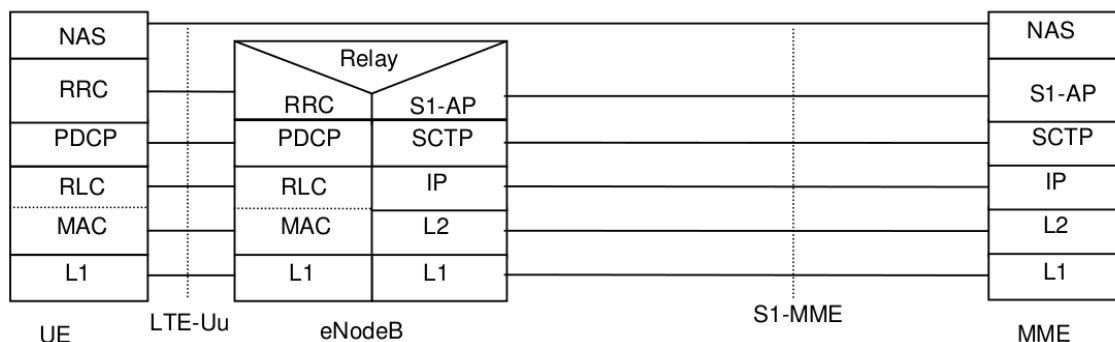 NAS
NAS
Relay
RRC
RRC
S1-AP
S1-AP
PDCP
PDCP
SCTP
SCTP
RLC
RLC
IP
IP
MAC
MAC
L2
L2
L1
L1
L1
L1
UE
LTE-Uu
eNodeB
S1-MME
MME